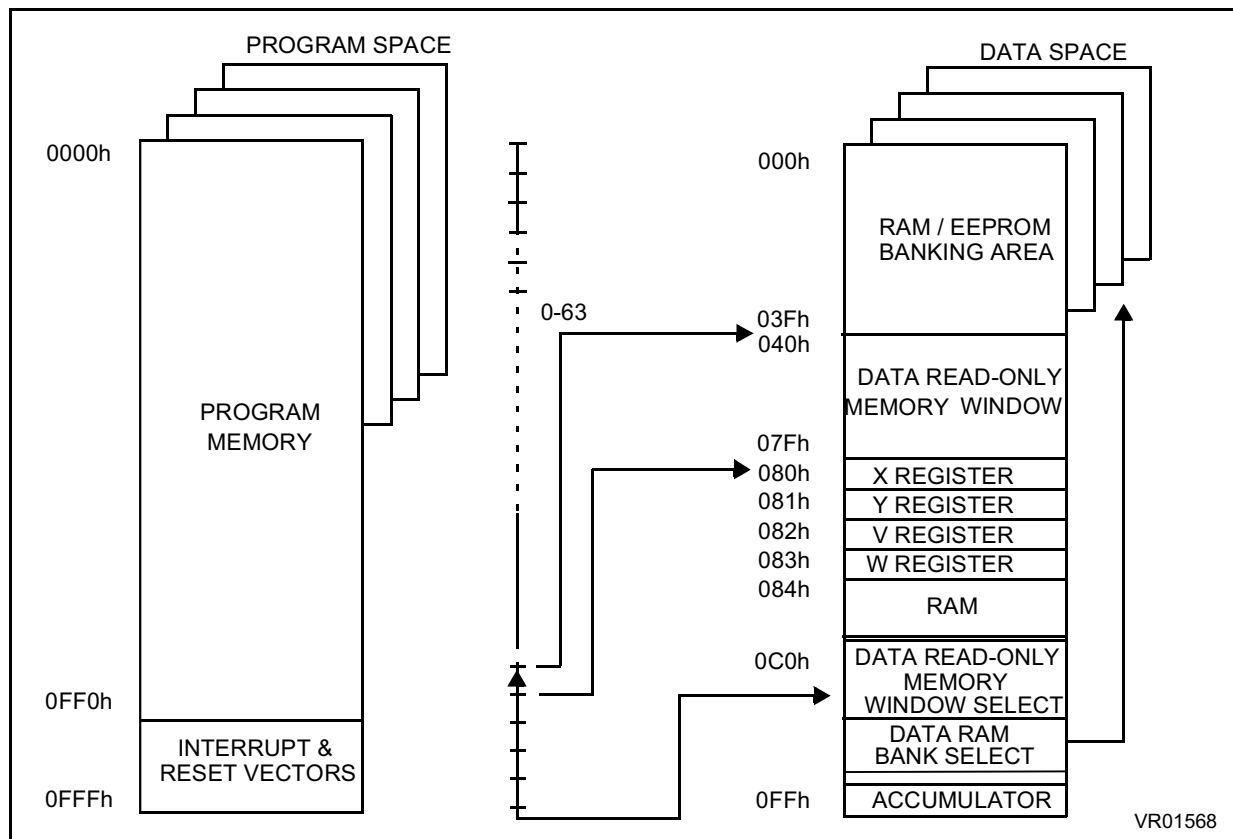 PROGRAM SPACE
0000h
PROGRAM
MEMORY
0FF0h
INTERRUPT &
RESET VECTORS
0FFFh
0-63
DATA SPACE
000h
RAM / EEPROM
BANKING AREA
03Fh
040h
DATA READ-ONLY
MEMORY WINDOW
07Fh
080h
X REGISTER
081h
Y REGISTER
082h
V REGISTER
083h
W REGISTER
084h
RAM
0C0h
DATA READ-ONLY
MEMORY
WINDOW SELECT
DATA RAM
BANK SELECT
0FFh
ACCUMULATOR
VR01568